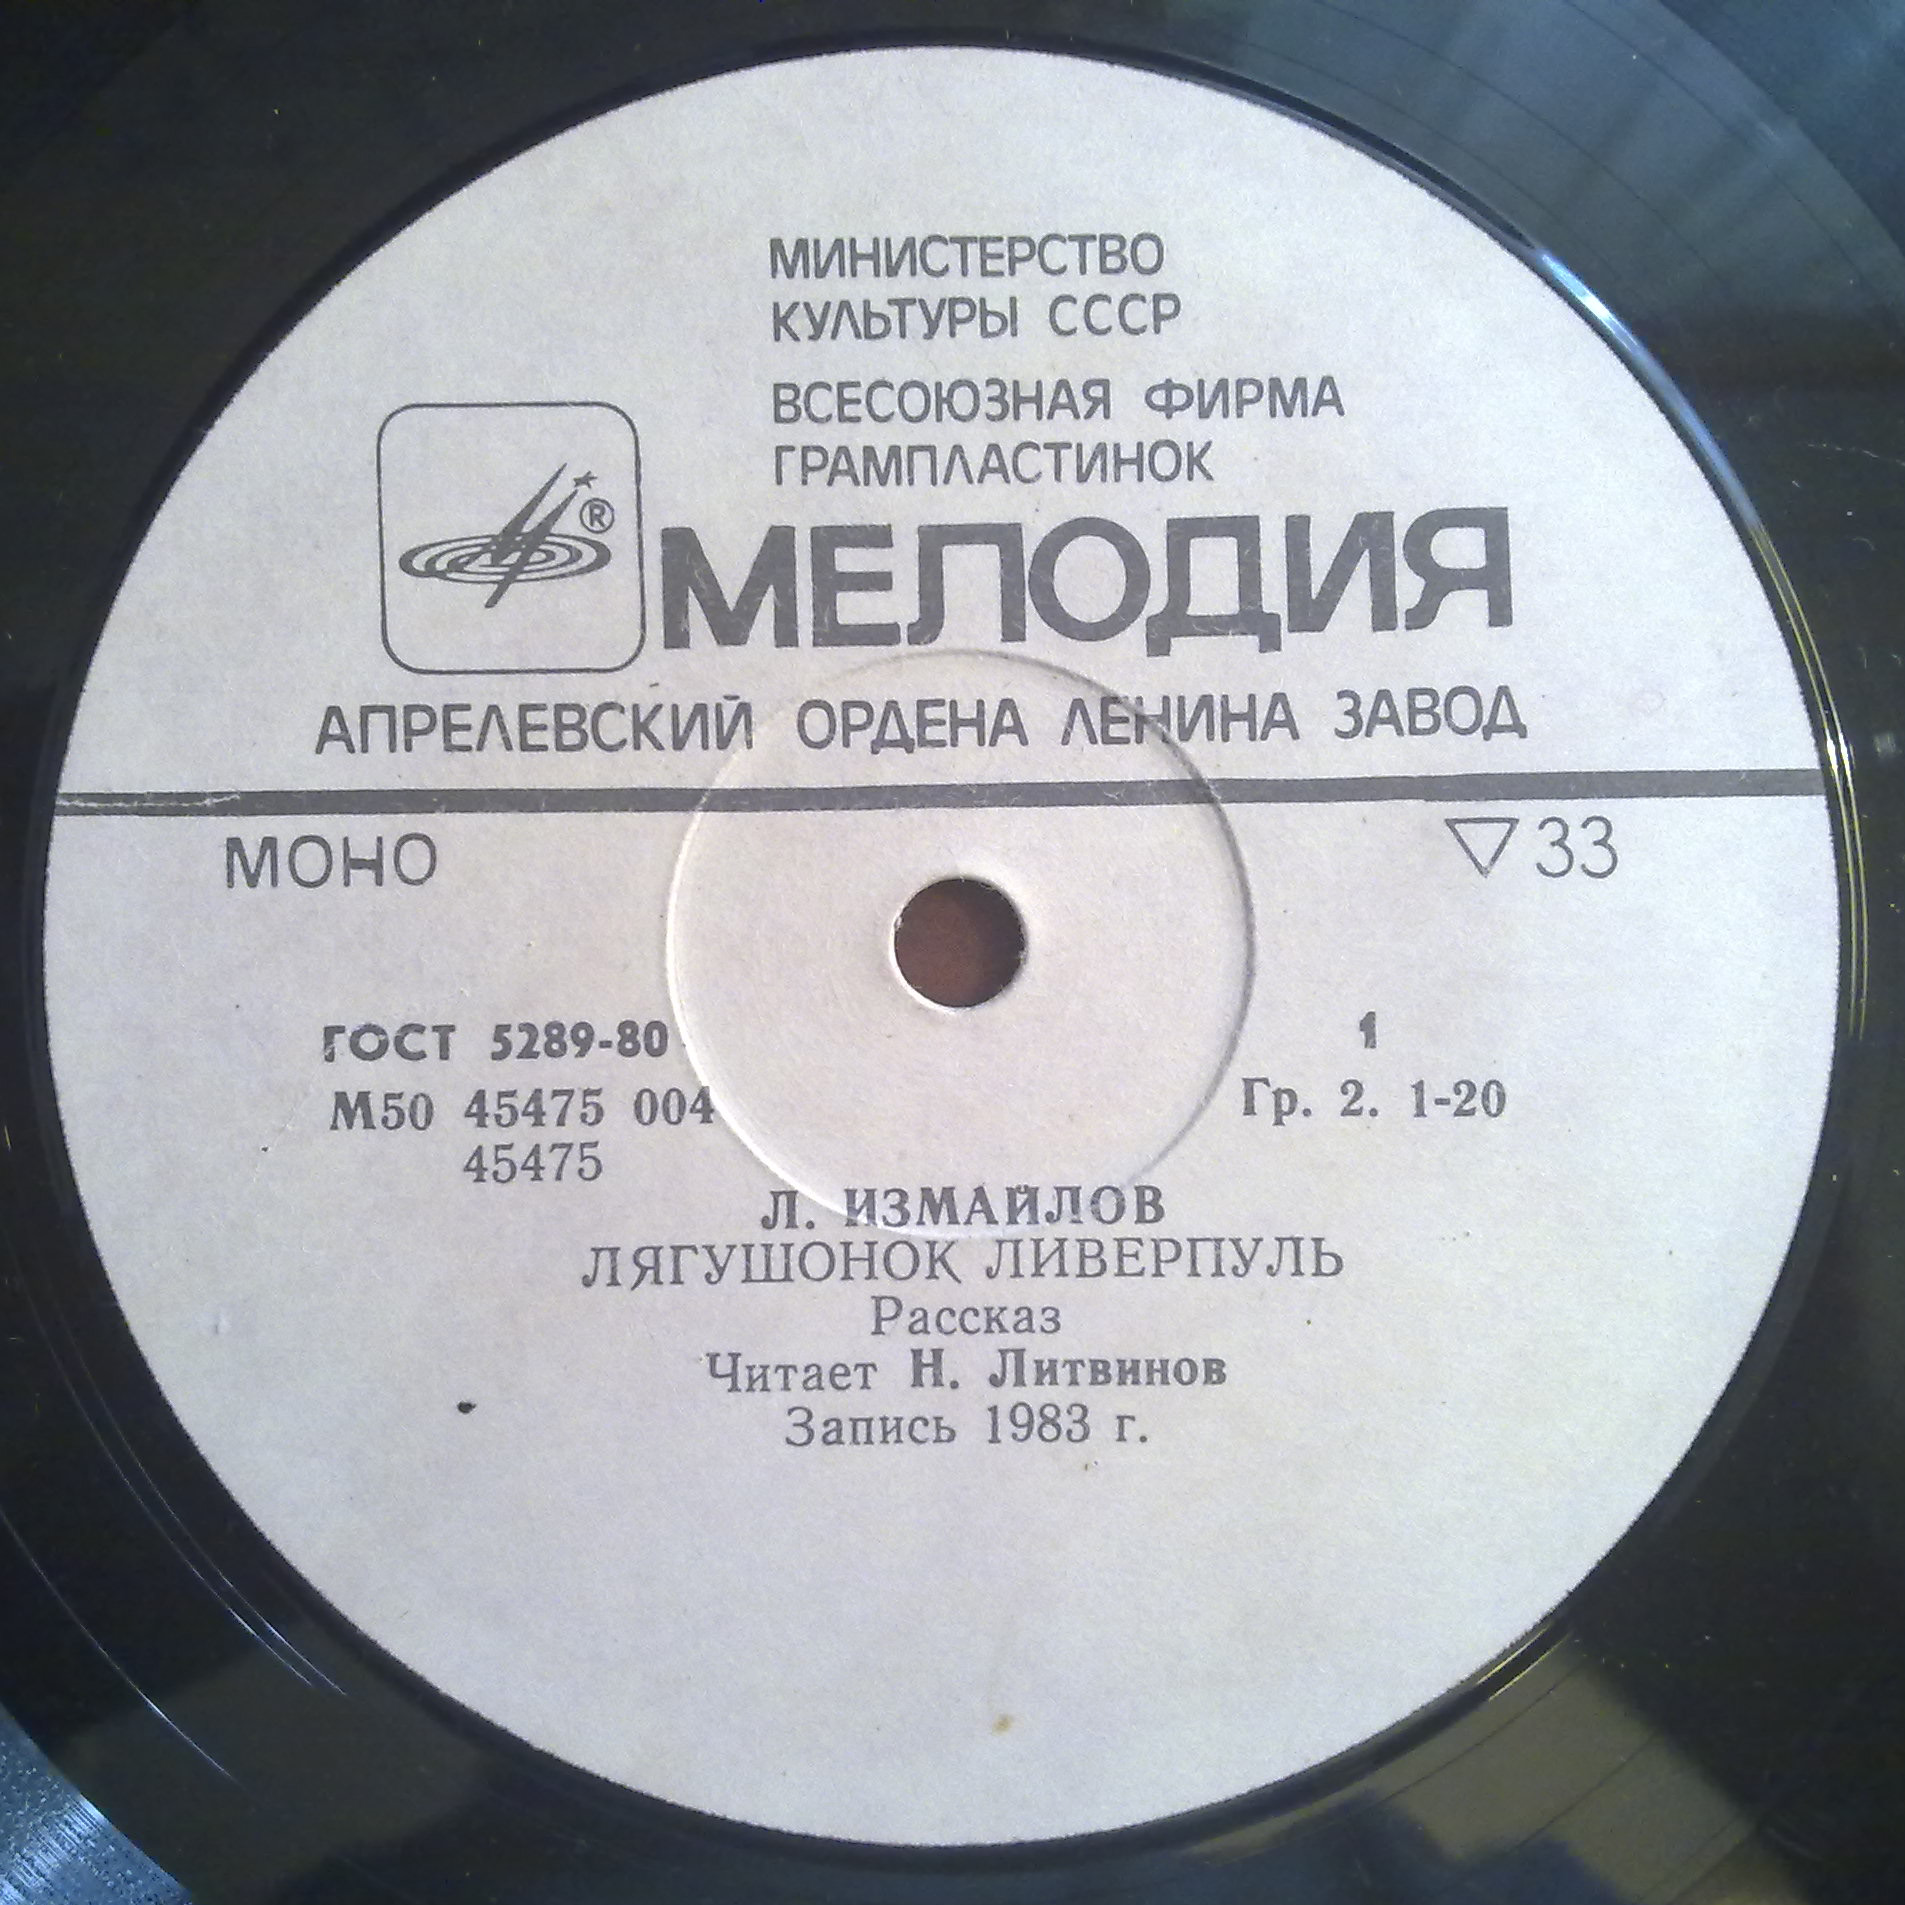 МИНИСТЕРСТВО
КУЛЬТУРЫ СССР
ВСЕСОЮЗНАЯ ФИРМА
ГРАМПЛАСТИНОК
®
МЕЛОДИЯ
АПРЕЛЕВСКИЙ ОРДЕНА ЛЕНИНА ЗАВОД
МОНО
▽ 33
ГОСТ 5289-80
1
М50 45475 004
Гр. 2. 1-20
45475
Л. ИЗМАЙЛОВ
ЛЯГУШОНОК ЛИВЕРПУЛЬ
Рассказ
Читает Н. Литвинов
Запись 1983 г.